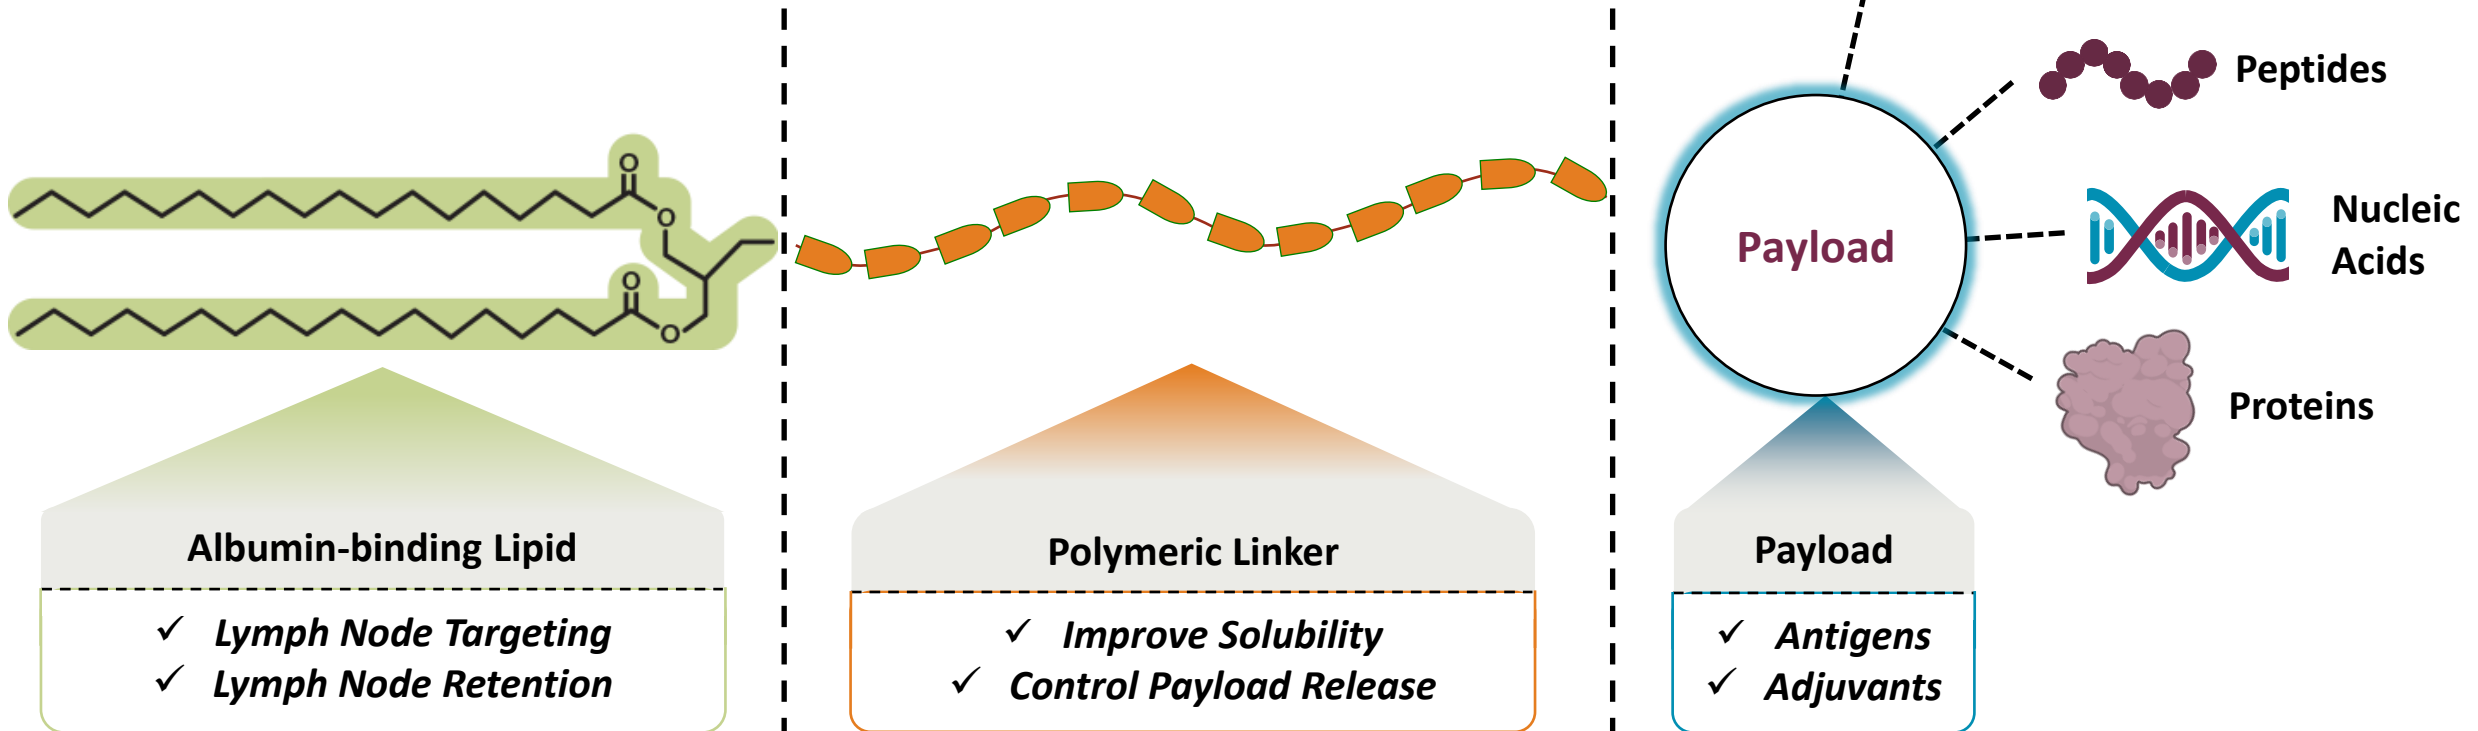 O
O
O
O
Albumin-binding Lipid
✓ Lymph Node Targeting
✓ Lymph Node Retention
Polymeric Linker
✓ Improve Solubility
✓ Control Payload Release
Payload
Peptides
Nucleic
Acids
Proteins
Payload
✓ Antigens
✓ Adjuvants